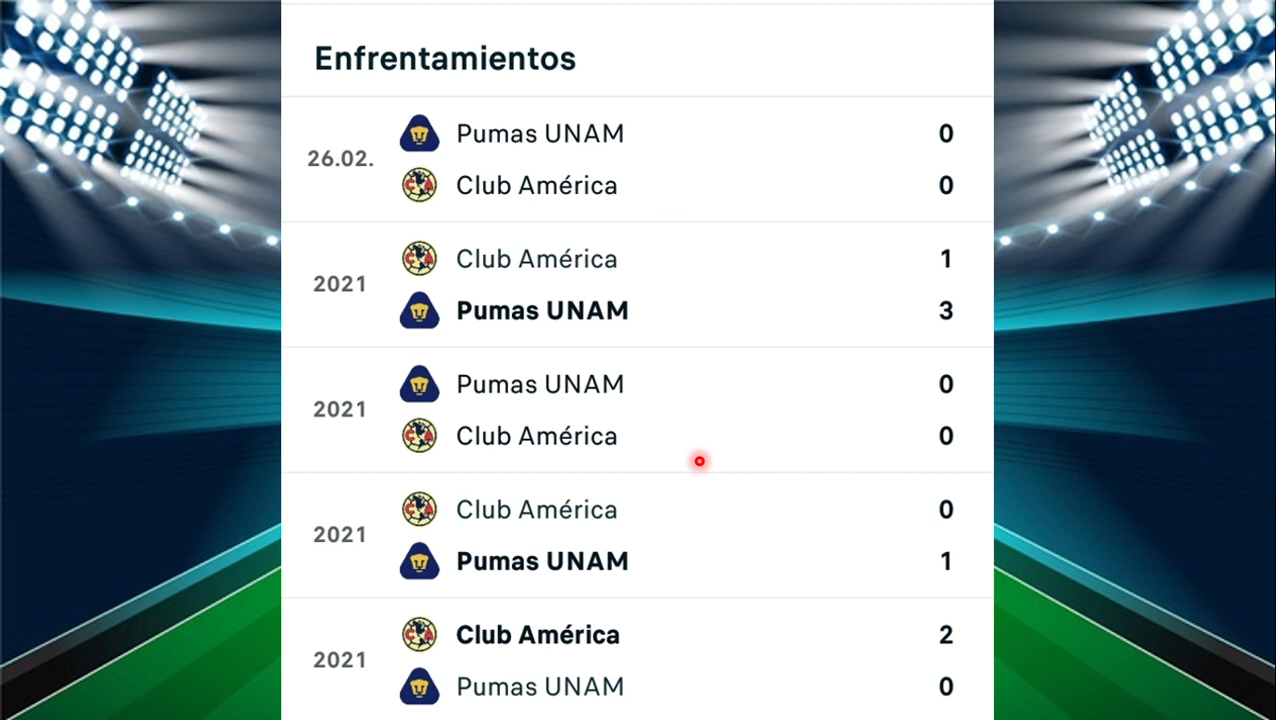 Enfrentamientos
26.02.
Pumas UNAM 0
Club América 0
2021
Club América 1
Pumas UNAM 3
2021
Pumas UNAM 0
Club América 0
2021
Club América 0
Pumas UNAM 1
2021
Club América 2
Pumas UNAM 0